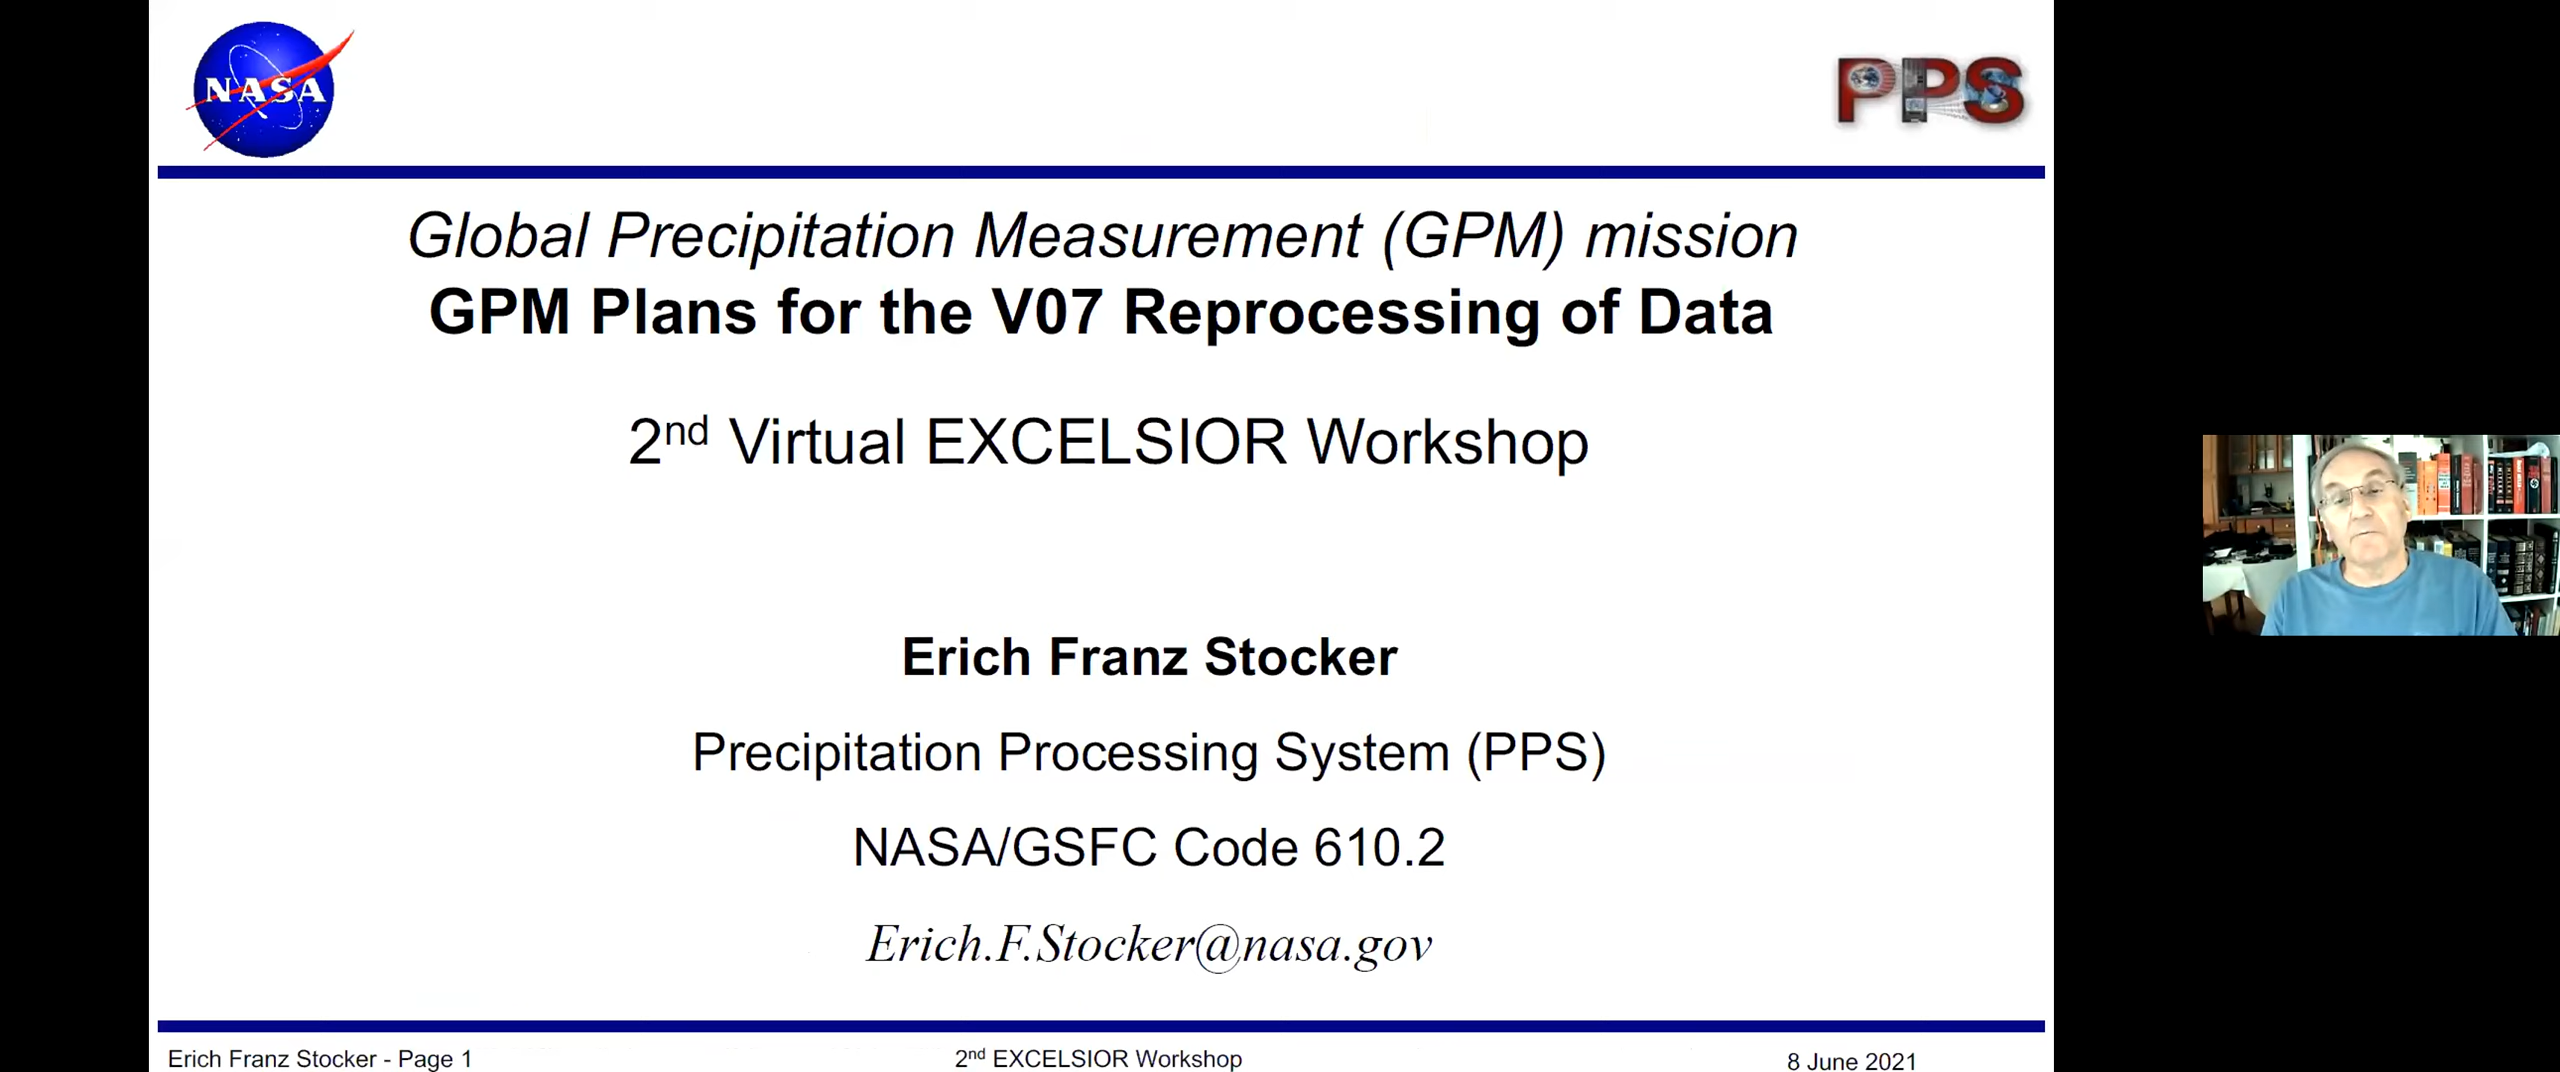 NASA
PPS
Global Precipitation Measurement (GPM) mission
GPM Plans for the V07 Reprocessing of Data
2nd Virtual EXCELSIOR Workshop
Erich Franz Stocker
Precipitation Processing System (PPS)
NASA/GSFC Code 610.2
Erich.F.Stocker@nasa.gov
Erich Franz Stocker - Page 1
2nd EXCELSIOR Workshop
8 June 2021